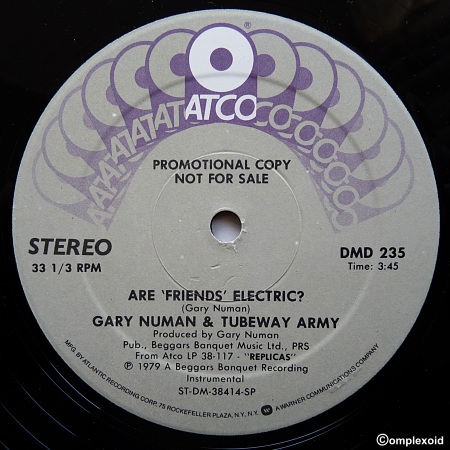 ATCO
PROMOTIONAL COPY
NOT FOR SALE
STEREO
33 1/3 RPM
DMD 235
Time: 3:45
ARE 'FRIENDS' ELECTRIC?
(Gary Numan)
GARY NUMAN & TUBEWAY ARMY
Produced by Gary Numan
Pub., Beggars Banquet Music Ltd., PRS
From Atco LP 38-117 - "REPLICAS"
℗ 1979 A Beggars Banquet Recording
Instrumental
ST-DM-38414-SP
MFG. BY ATLANTIC RECORDING CORP., 75 ROCKEFELLER PLAZA, N.Y., N.Y. A WARNER COMMUNICATIONS COMPANY
©omplexoid